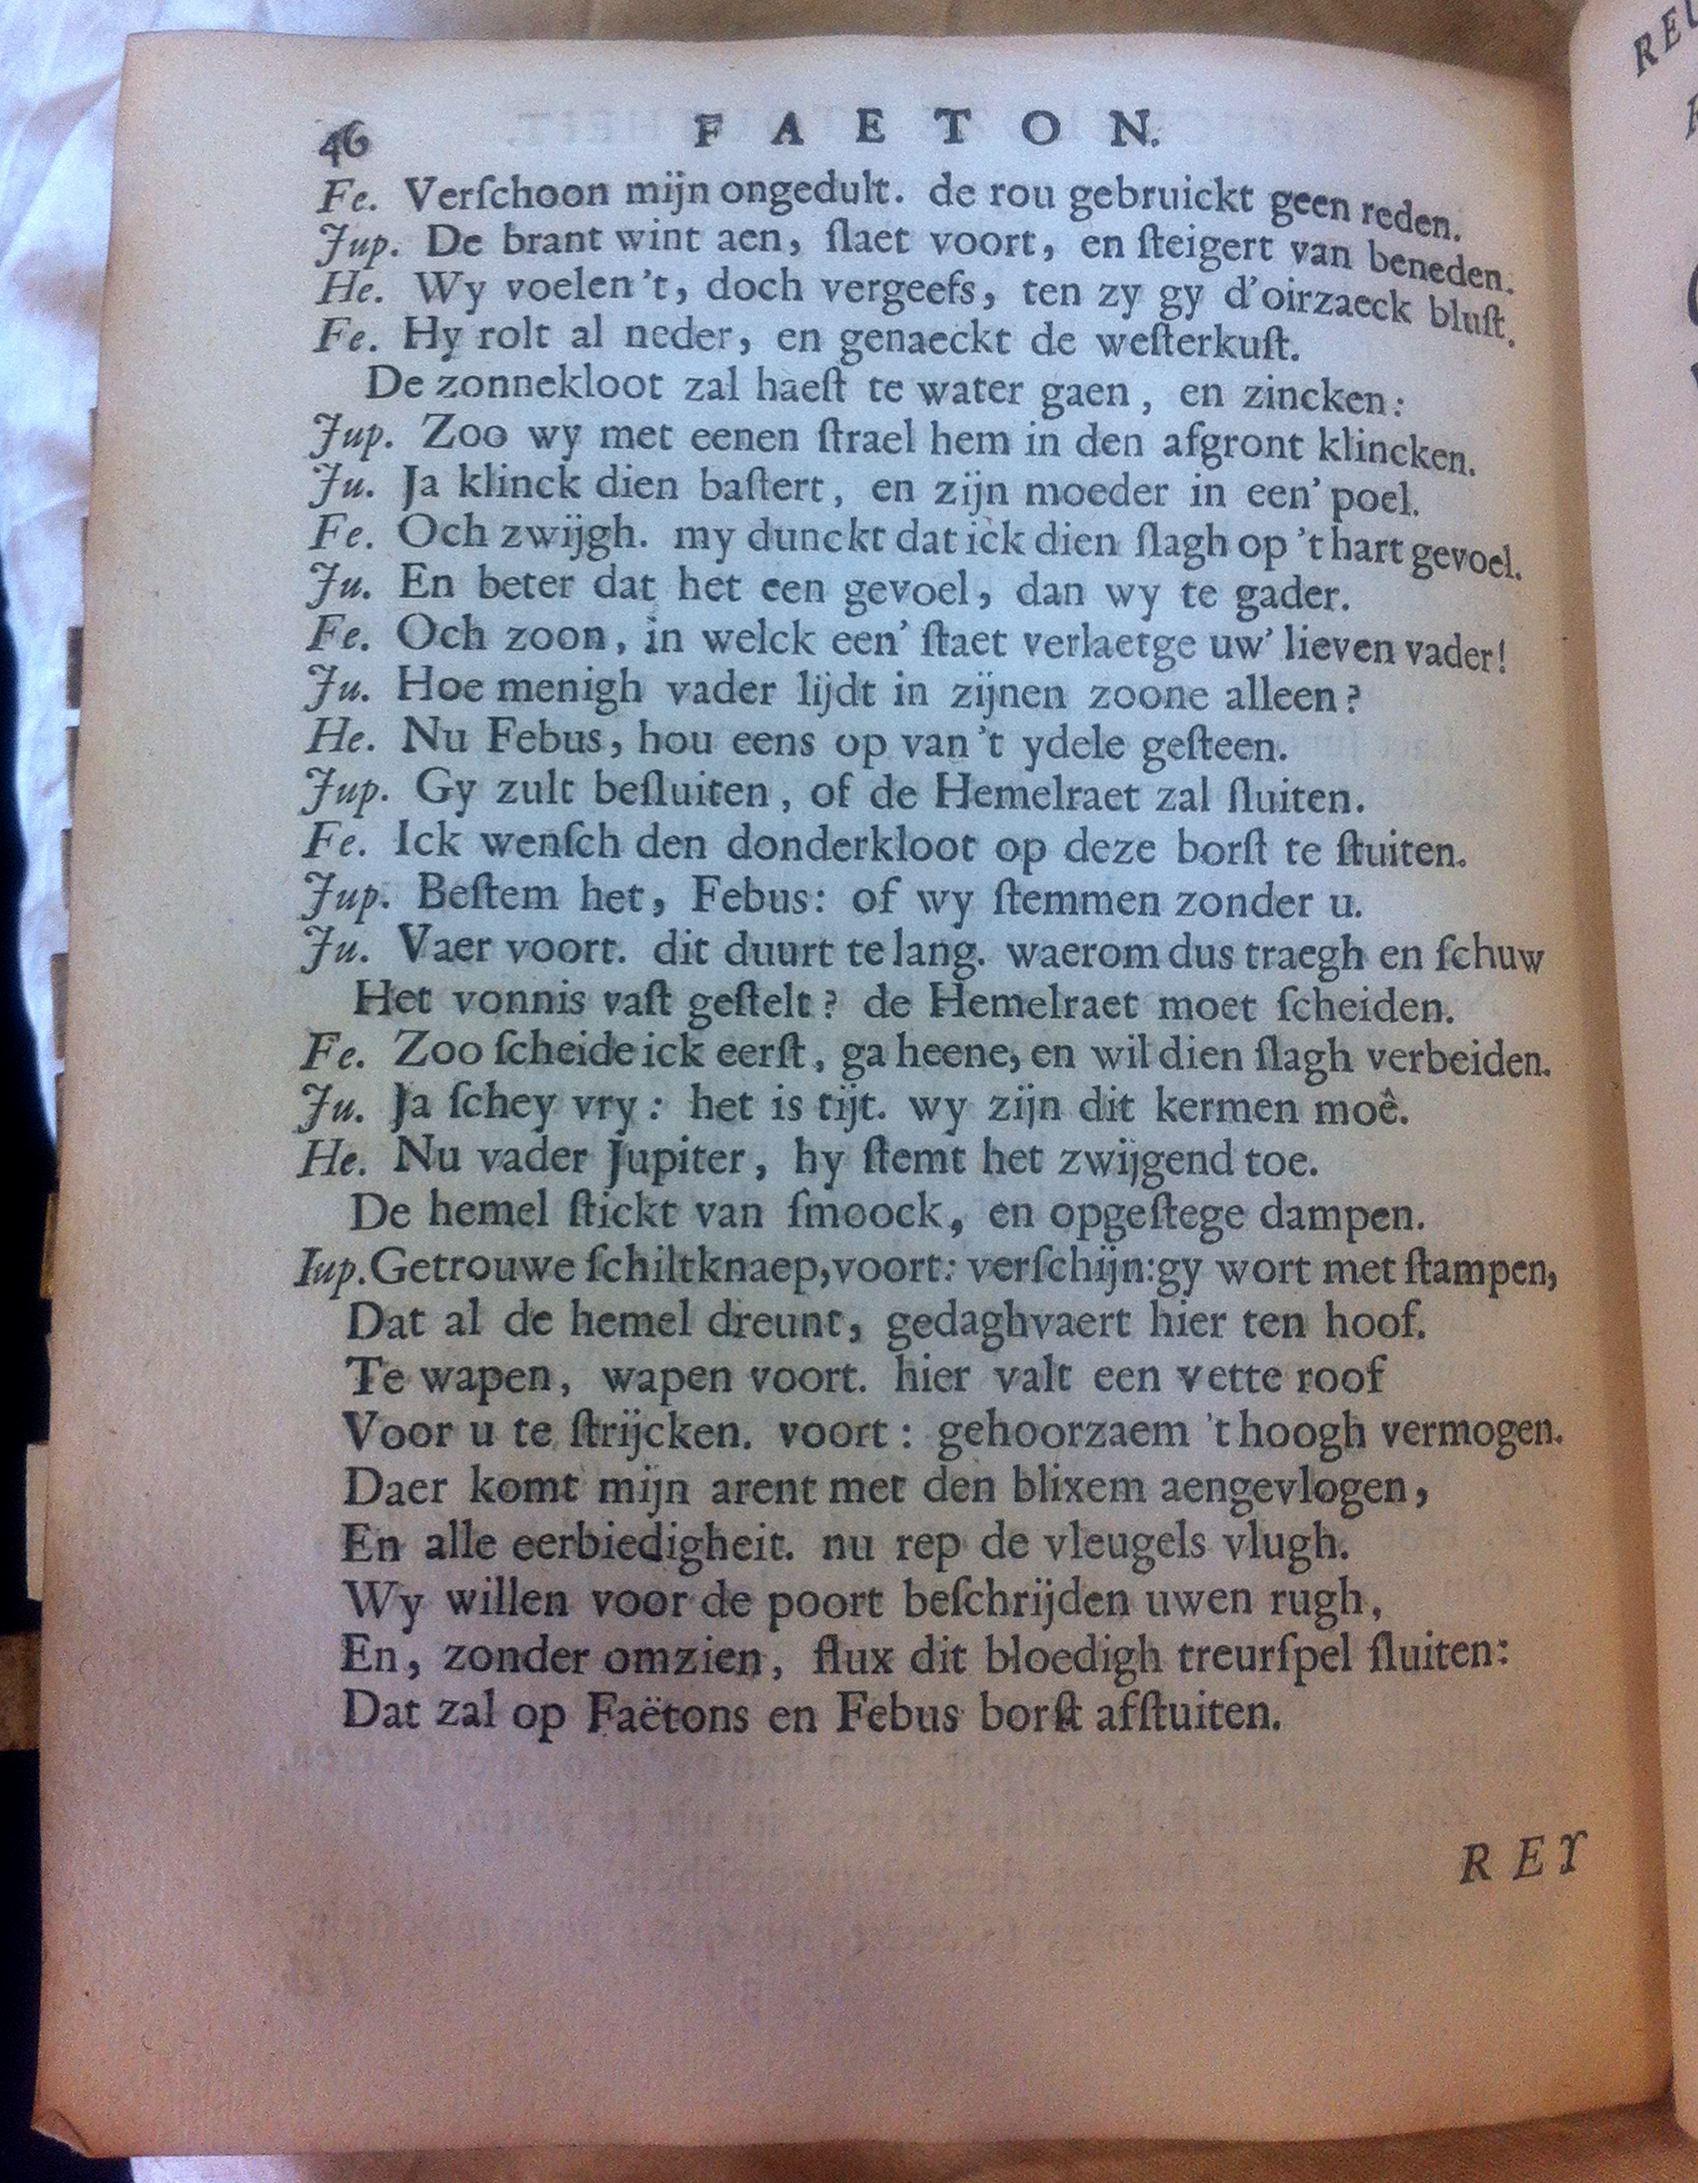 46 FAETON.
Fe. Verſchoon mijn ongedult. de rou gebruickt geen reden.
Jup. De brant wint aen, ſlaet voort, en ſteigert van beneden.
He. Wy voelen 't, doch vergeefs, ten zy gy d'oirzaeck bluſt.
Fe. Hy rolt al neder, en genaeckt de weſterkuſt.
De zonnekloot zal haeſt te water gaen, en zincken:
Jup. Zoo wy met eenen ſtrael hem in den afgront klincken.
Ju. Ja klinck dien baſtert, en zijn moeder in een' poel.
Fe. Och zwijgh. my dunckt dat ick dien ſlagh op 't hart gevoel.
Ju. En beter dat het een gevoel, dan wy te gader.
Fe. Och zoon, in welck een' ſtaet verlaetge uw' lieven vader!
Ju. Hoe menigh vader lijdt in zijnen zoone alleen?
He. Nu Febus, hou eens op van 't ydele geſteen.
Jup. Gy zult beſluiten, of de Hemelraet zal ſluiten.
Fe. Ick wenſch den donderkloot op deze borſt te ſtuiten.
Jup. Beſtem het, Febus: of wy ſtemmen zonder u.
Ju. Vaer voort. dit duurt te lang. waerom dus traegh en ſchuw
Het vonnis vaſt geſtelt? de Hemelraet moet ſcheiden.
Fe. Zoo ſcheide ick eerſt, ga heene, en wil dien ſlagh verbeiden.
Ju. Ja ſchey vry: het is tijt. wy zijn dit kermen moê.
He. Nu vader Jupiter, hy ſtemt het zwijgend toe.
De hemel ſtickt van ſmoock, en opgeſtege dampen.
Iup. Getrouwe ſchiltknaep, voort: verſchijn: gy wort met ſtampen,
Dat al de hemel dreunt, gedaghvaert hier ten hoof.
Te wapen, wapen voort. hier valt een vette roof
Voor u te ſtrijcken. voort: gehoorzaem 't hoogh vermogen.
Daer komt mijn arent met den blixem aengevlogen,
En alle eerbiedigheit. nu rep de vleugels vlugh.
Wy willen voor de poort beſchrijden uwen rugh,
En, zonder omzien, flux dit bloedigh treurſpel ſluiten:
Dat zal op Faëtons en Febus borſt afſtuiten.
REY